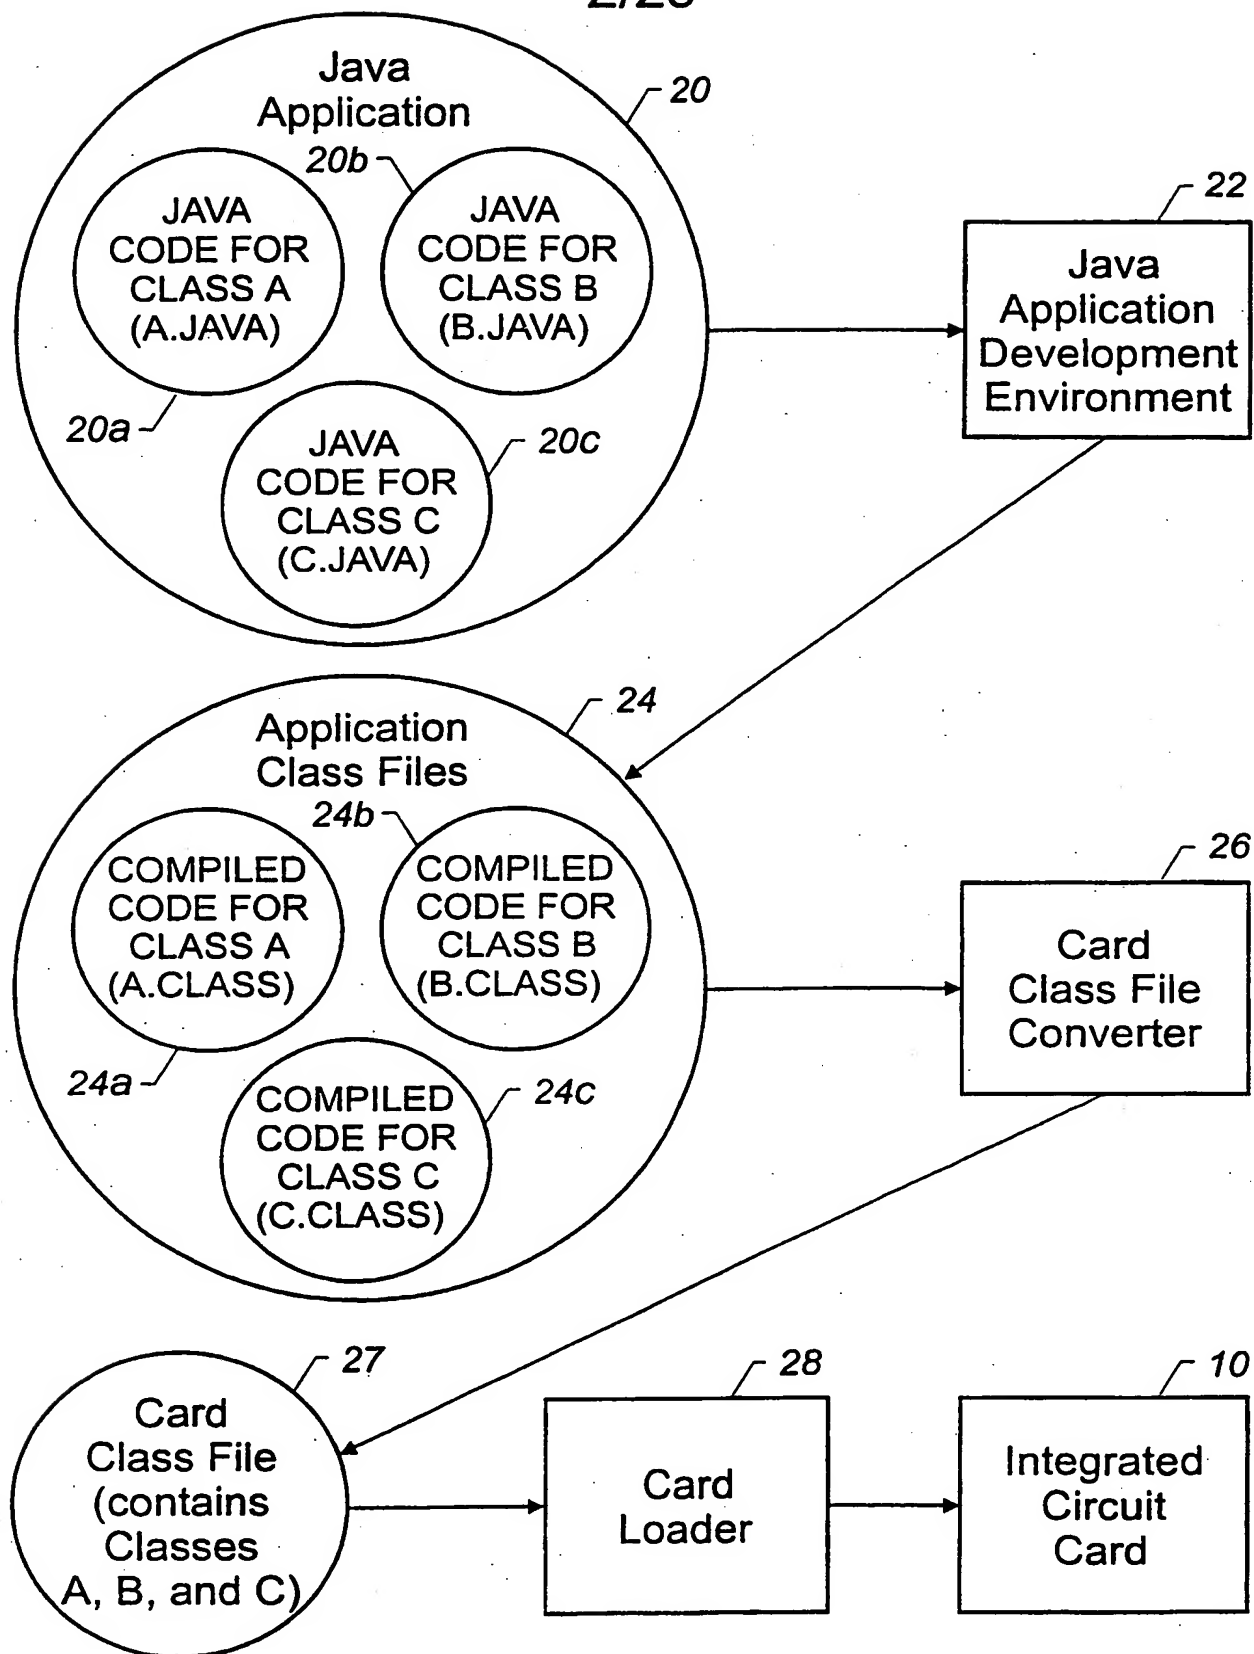 Java
Application
20
20b
JAVA
CODE FOR
CLASS A
(A.JAVA)
JAVA
CODE FOR
CLASS B
(B.JAVA)
20a
JAVA
CODE FOR
CLASS C
(C.JAVA)
20c
22
Java
Application
Development
Environment
Application
Class Files
24
24b
COMPILED
CODE FOR
CLASS A
(A.CLASS)
COMPILED
CODE FOR
CLASS B
(B.CLASS)
24a
COMPILED
CODE FOR
CLASS C
(C.CLASS)
24c
26
Card
Class File
Converter
27
Card
Class File
(contains
Classes
A, B, and C)
28
Card
Loader
10
Integrated
Circuit
Card